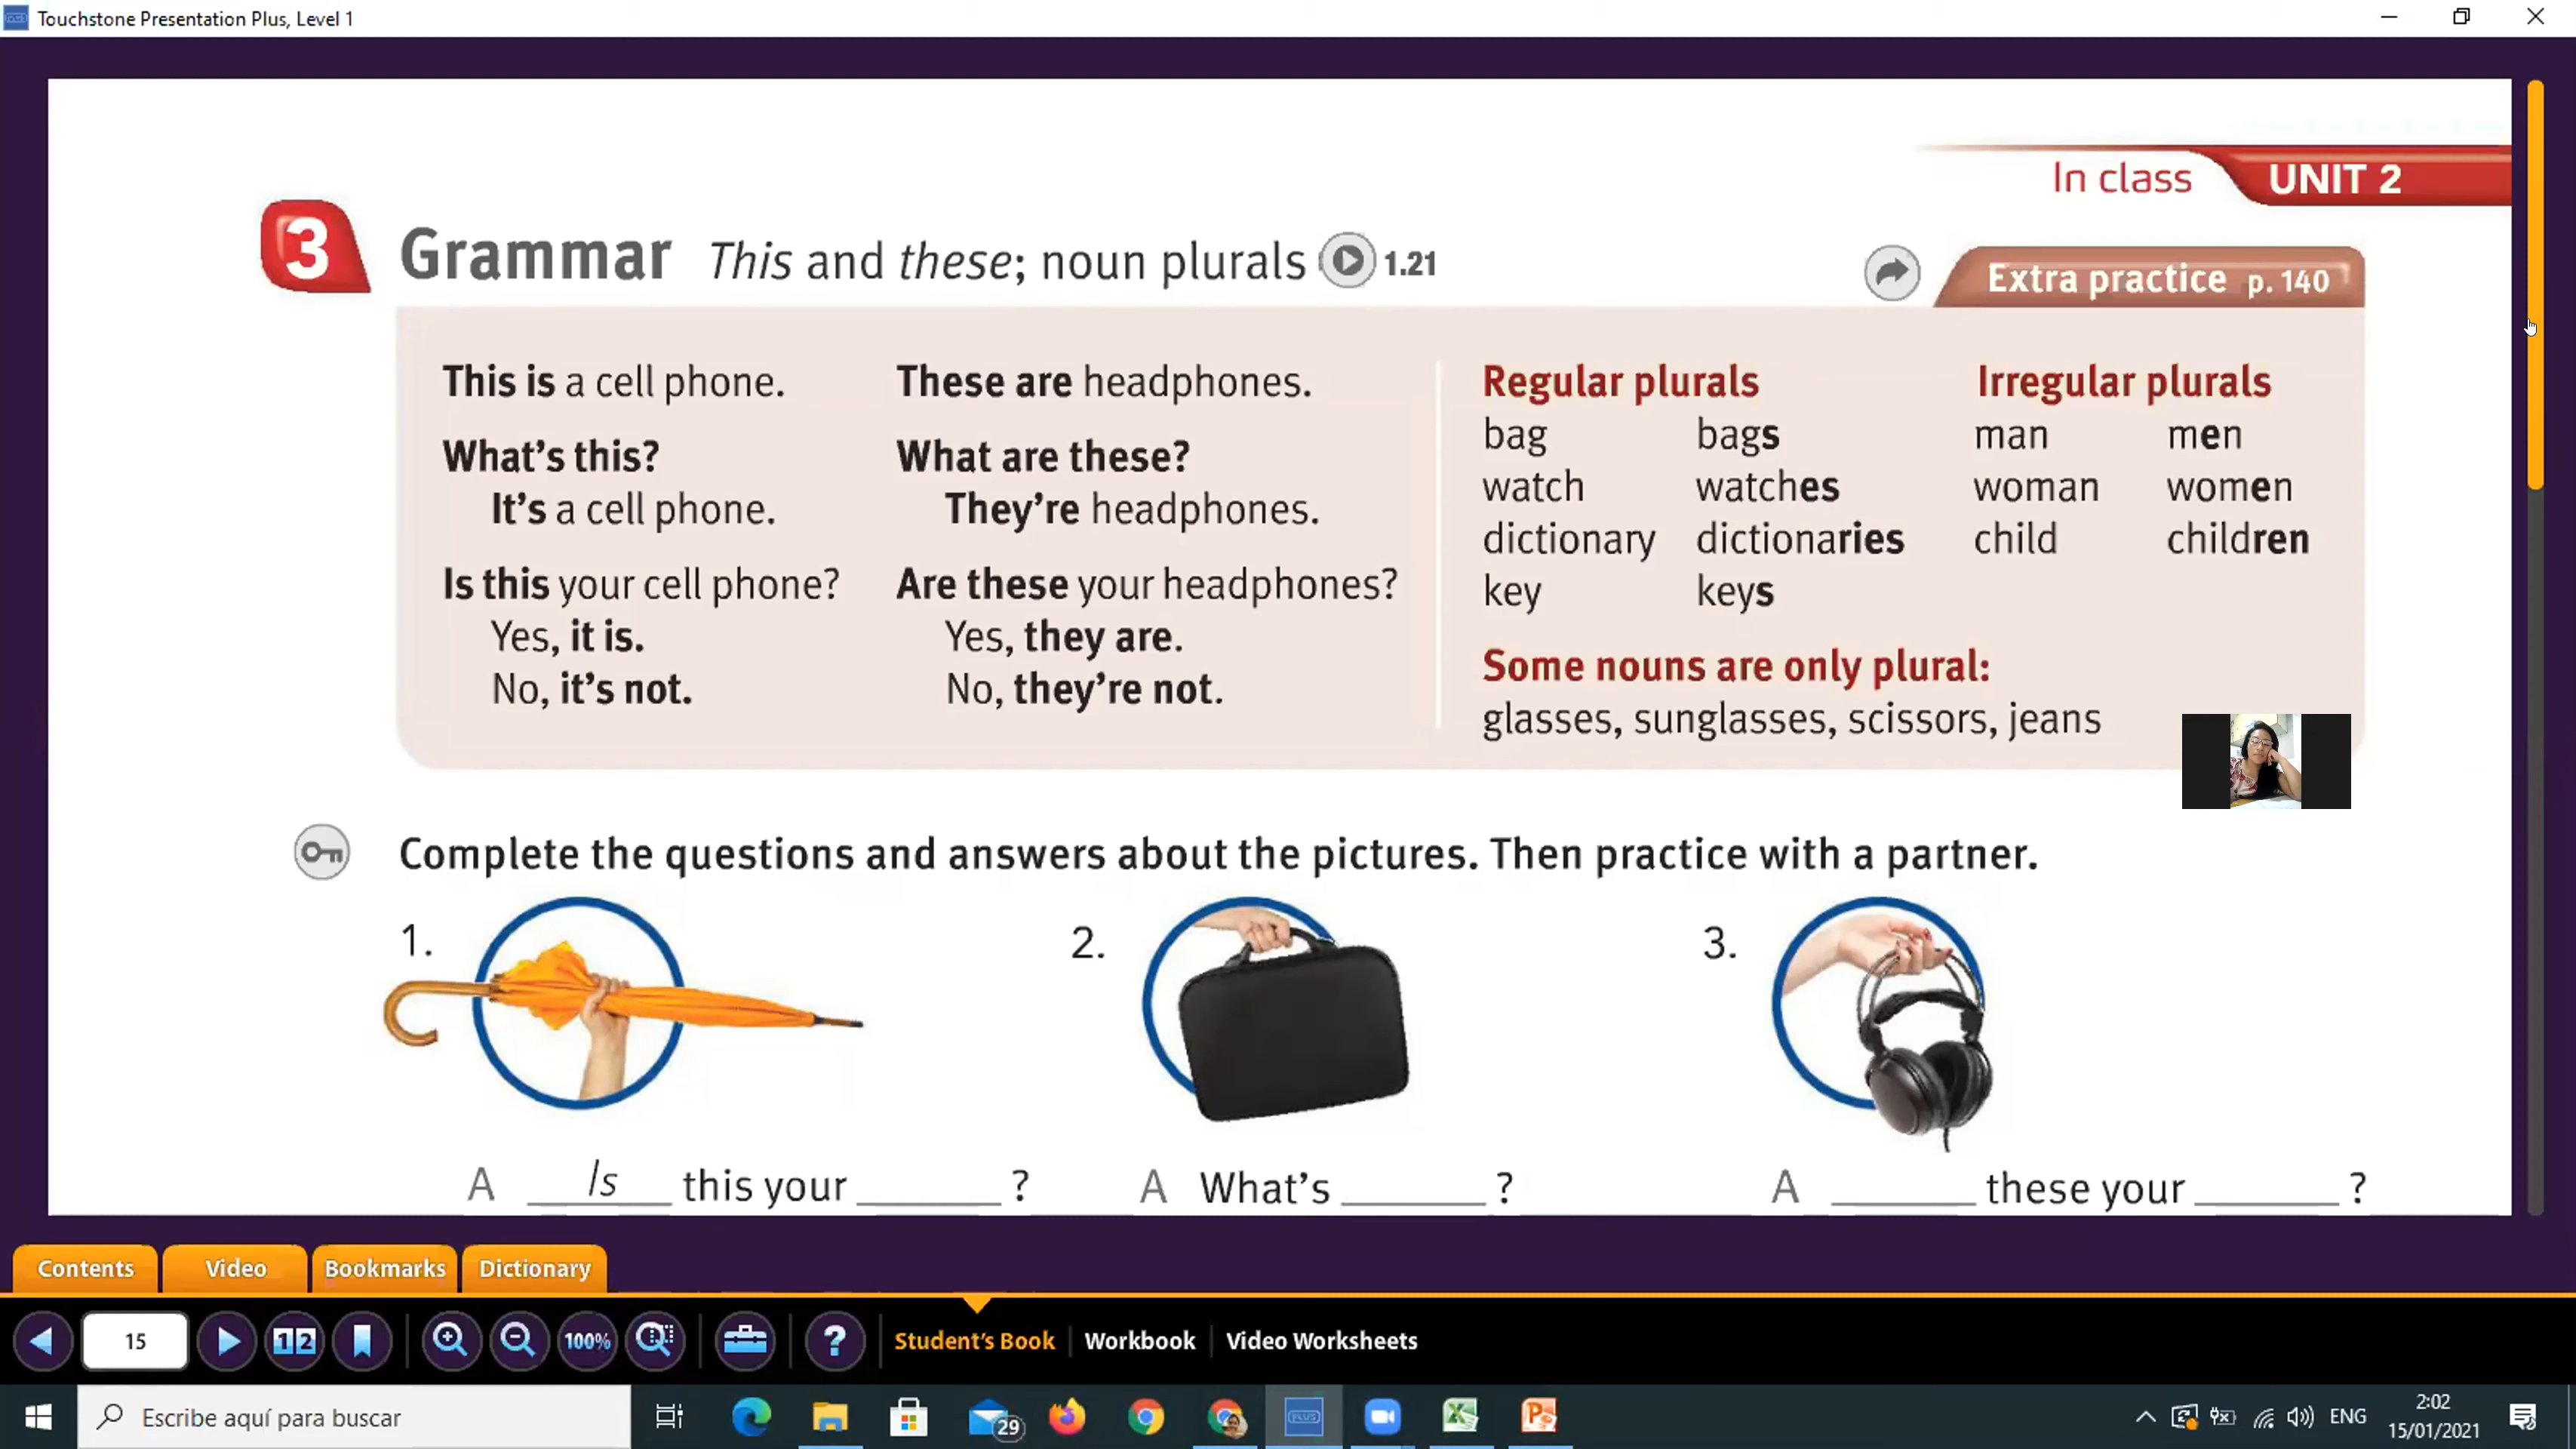 Touchstone Presentation Plus, Level 1
In class UNIT 2
3 Grammar This and these; noun plurals 1.21
Extra practice p. 140
This is a cell phone.
What's this?
It's a cell phone.
Is this your cell phone?
Yes, it is.
No, it's not.
These are headphones.
What are these?
They're headphones.
Are these your headphones?
Yes, they are.
No, they're not.
Regular plurals
bag bags
watch watches
dictionary dictionaries
key keys
Irregular plurals
man men
woman women
child children
Some nouns are only plural:
glasses, sunglasses, scissors, jeans
Complete the questions and answers about the pictures. Then practice with a partner.
1.
2.
3.
A Is this your ______ ?
A What's ______ ?
A ______ these your ______ ?
Contents Video Bookmarks Dictionary
15 12 100% ? Student's Book Workbook Video Worksheets
Escribe aquí para buscar
29
PLUS
ENG
2:02
15/01/2021